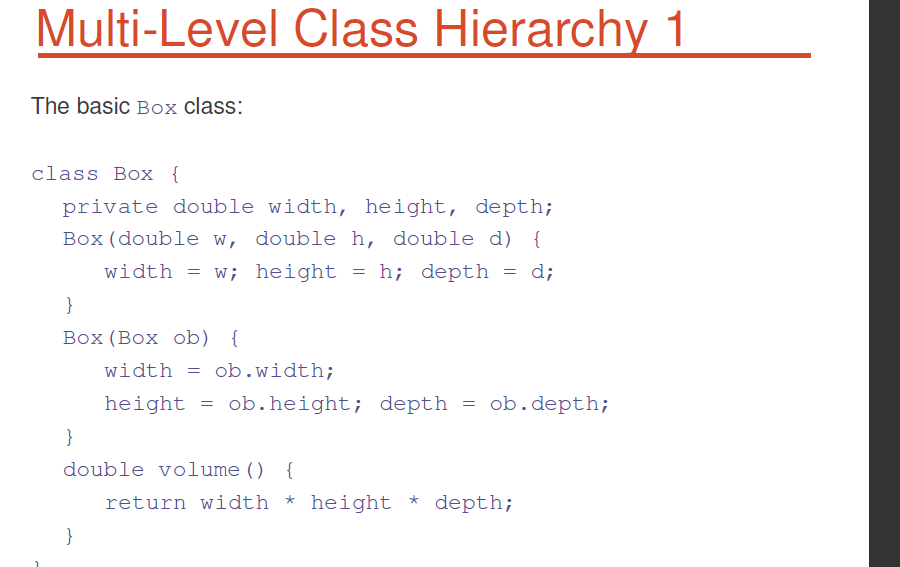 Multi-Level Class Hierarchy 1
The basic Box class:
class Box {
private double width, height, depth;
Box(double w, double h, double d) {
width = w; height = h; depth = d;
}
Box(Box ob) {
width = ob.width;
height = ob.height; depth = ob.depth;
}
double volume() {
return width * height * depth;
}
}